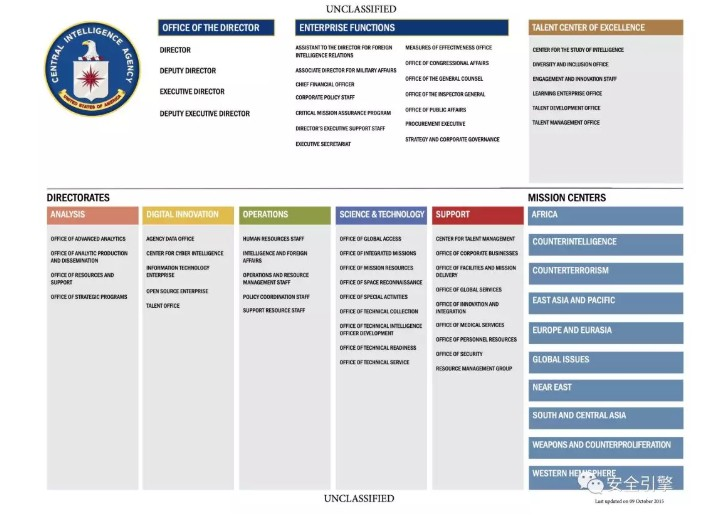 UNCLASSIFIED
CENTRAL INTELLIGENCE AGENCY
UNITED STATES OF AMERICA
OFFICE OF THE DIRECTOR
DIRECTOR
DEPUTY DIRECTOR
EXECUTIVE DIRECTOR
DEPUTY EXECUTIVE DIRECTOR
ENTERPRISE FUNCTIONS
ASSISTANT TO THE DIRECTOR FOR FOREIGN
INTELLIGENCE RELATIONS
ASSOCIATE DIRECTOR FOR MILITARY AFFAIRS
CHIEF FINANCIAL OFFICER
CORPORATE POLICY STAFF
CRITICAL MISSION ASSURANCE PROGRAM
DIRECTOR'S EXECUTIVE SUPPORT STAFF
EXECUTIVE SECRETARIAT
MEASURES OF EFFECTIVENESS OFFICE
OFFICE OF CONGRESSIONAL AFFAIRS
OFFICE OF THE GENERAL COUNSEL
OFFICE OF THE INSPECTOR GENERAL
OFFICE OF PUBLIC AFFAIRS
PROCUREMENT EXECUTIVE
STRATEGY AND CORPORATE GOVERNANCE
TALENT CENTER OF EXCELLENCE
CENTER FOR THE STUDY OF INTELLIGENCE
DIVERSITY AND INCLUSION OFFICE
ENGAGEMENT AND INNOVATION STAFF
LEARNING ENTERPRISE OFFICE
TALENT DEVELOPMENT OFFICE
TALENT MANAGEMENT OFFICE
DIRECTORATES
ANALYSIS
OFFICE OF ADVANCED ANALYTICS
OFFICE OF ANALYTIC PRODUCTION
AND DISSEMINATION
OFFICE OF RESOURCES AND
SUPPORT
OFFICE OF STRATEGIC PROGRAMS
DIGITAL INNOVATION
AGENCY DATA OFFICE
CENTER FOR CYBER INTELLIGENCE
INFORMATION TECHNOLOGY
ENTERPRISE
OPEN SOURCE ENTERPRISE
TALENT OFFICE
OPERATIONS
HUMAN RESOURCES STAFF
INTELLIGENCE AND FOREIGN
AFFAIRS
OPERATIONS AND RESOURCE
MANAGEMENT STAFF
POLICY COORDINATION STAFF
SUPPORT RESOURCE STAFF
SCIENCE & TECHNOLOGY
OFFICE OF GLOBAL ACCESS
OFFICE OF INTEGRATED MISSIONS
OFFICE OF MISSION RESOURCES
OFFICE OF SPACE RECONNAISSANCE
OFFICE OF SPECIAL ACTIVITIES
OFFICE OF TECHNICAL COLLECTION
OFFICE OF TECHNICAL INTELLIGENCE
OFFICER DEVELOPMENT
OFFICE OF TECHNICAL READINESS
OFFICE OF TECHNICAL SERVICE
SUPPORT
CENTER FOR TALENT MANAGEMENT
OFFICE OF CORPORATE BUSINESSES
OFFICE OF FACILITIES AND MISSION
DELIVERY
OFFICE OF GLOBAL SERVICES
OFFICE OF INNOVATION AND
INTEGRATION
OFFICE OF MEDICAL SERVICES
OFFICE OF PERSONNEL RESOURCES
OFFICE OF SECURITY
RESOURCE MANAGEMENT GROUP
MISSION CENTERS
AFRICA
COUNTERINTELLIGENCE
COUNTERTERRORISM
EAST ASIA AND PACIFIC
EUROPE AND EURASIA
GLOBAL ISSUES
NEAR EAST
SOUTH AND CENTRAL ASIA
WEAPONS AND COUNTERPROLIFERATION
WESTERN HEMISPHERE
安全引擎
UNCLASSIFIED
Last updated on 09 October 2015